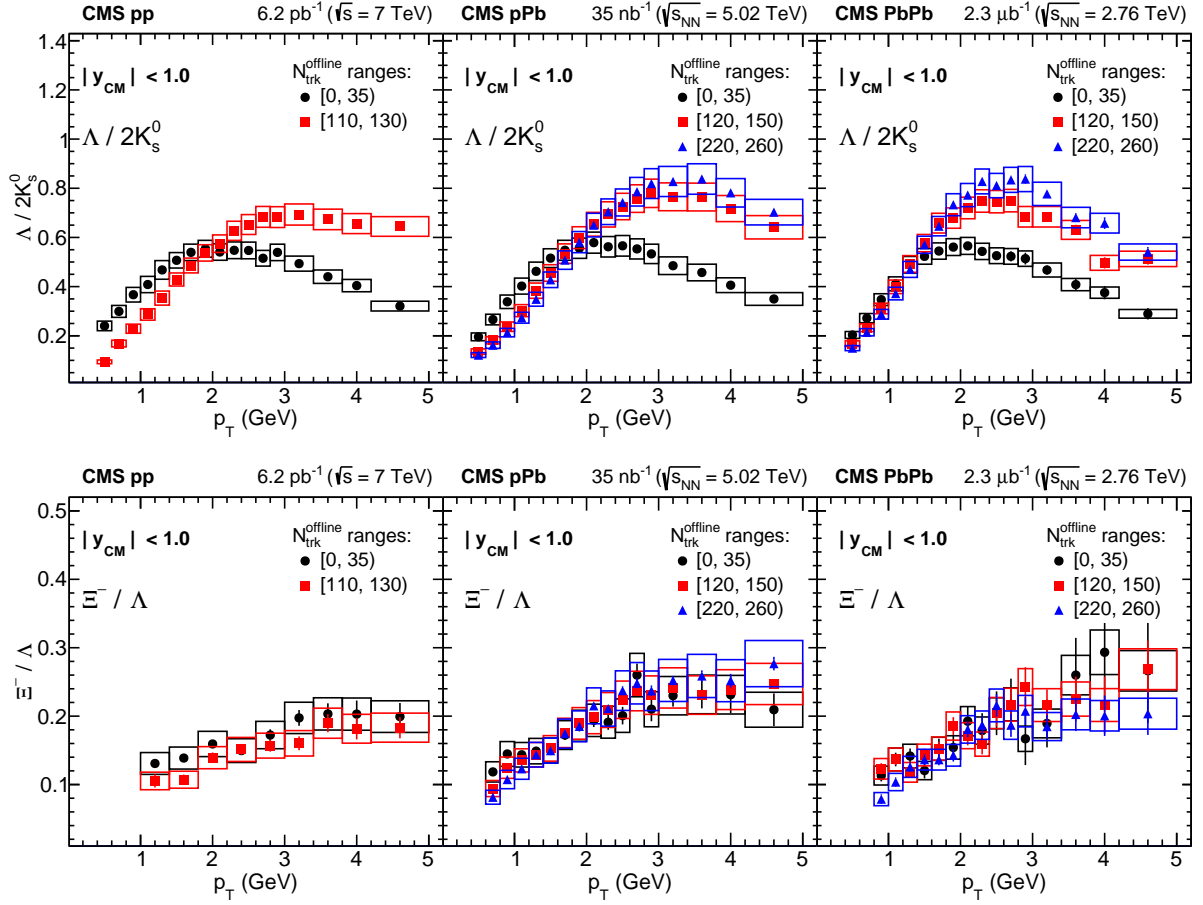 CMS pp 6.2 pb⁻¹ (√s = 7 TeV) CMS pPb 35 nb⁻¹ (√s_NN = 5.02 TeV) CMS PbPb 2.3 μb⁻¹ (√s_NN = 2.76 TeV)
Λ / 2K_s^0
1.4
1.2
1
0.8
0.6
0.4
0.2
| y_CM | < 1.0
Λ / 2K_s^0
N_trk^offline ranges:
[0, 35)
[110, 130)
1 2 3 4 5
p_T (GeV)
| y_CM | < 1.0
Λ / 2K_s^0
N_trk^offline ranges:
[0, 35)
[120, 150)
[220, 260)
1 2 3 4 5
p_T (GeV)
| y_CM | < 1.0
Λ / 2K_s^0
N_trk^offline ranges:
[0, 35)
[120, 150)
[220, 260)
1 2 3 4 5
p_T (GeV)
CMS pp 6.2 pb⁻¹ (√s = 7 TeV) CMS pPb 35 nb⁻¹ (√s_NN = 5.02 TeV) CMS PbPb 2.3 μb⁻¹ (√s_NN = 2.76 TeV)
Ξ⁻ / Λ
0.5
0.4
0.3
0.2
0.1
| y_CM | < 1.0
Ξ⁻ / Λ
N_trk^offline ranges:
[0, 35)
[110, 130)
1 2 3 4 5
p_T (GeV)
| y_CM | < 1.0
Ξ⁻ / Λ
N_trk^offline ranges:
[0, 35)
[120, 150)
[220, 260)
1 2 3 4 5
p_T (GeV)
| y_CM | < 1.0
Ξ⁻ / Λ
N_trk^offline ranges:
[0, 35)
[120, 150)
[220, 260)
1 2 3 4 5
p_T (GeV)